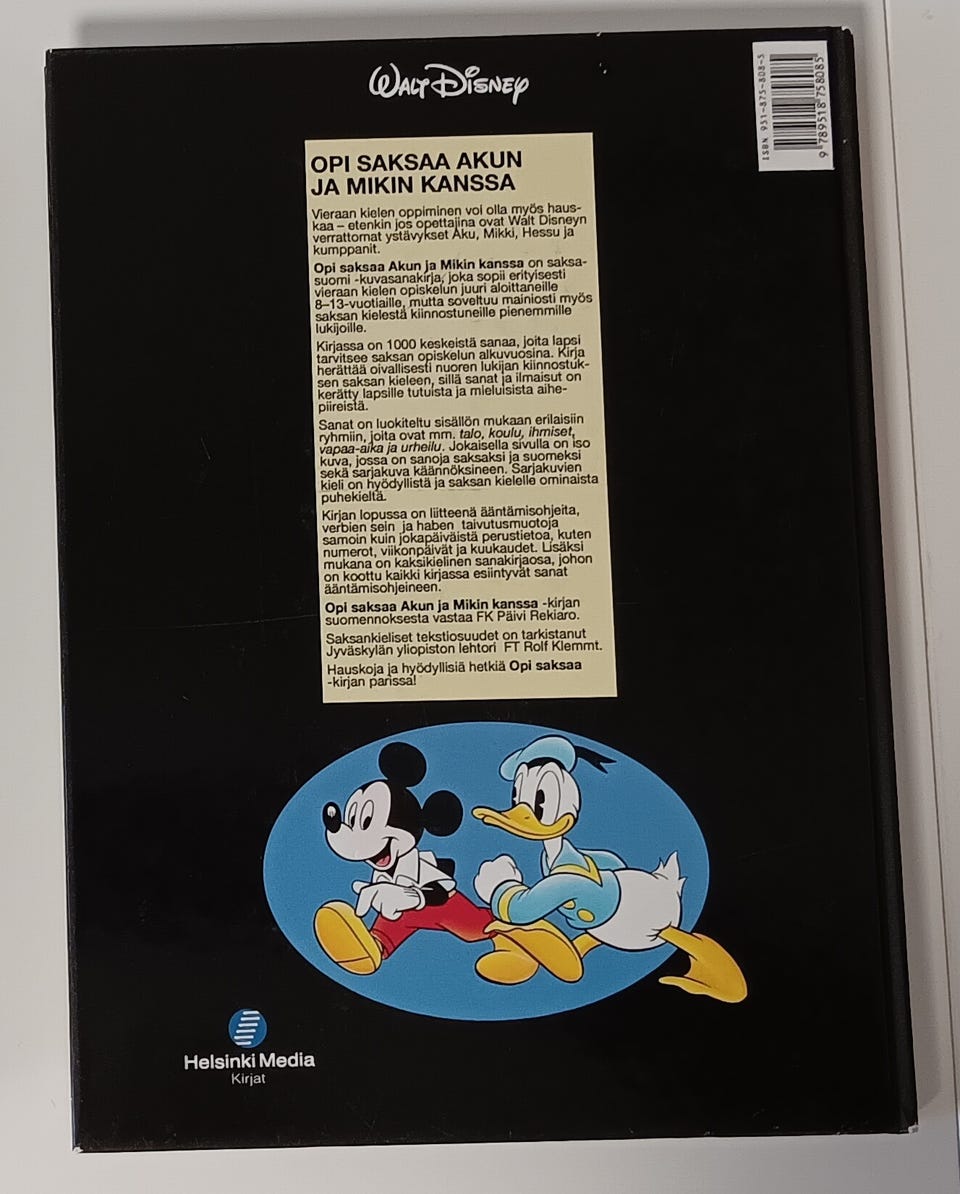 WALT DISNEY
ISBN 951-875-808-5
9 789518 758085
OPI SAKSAA AKUN
JA MIKIN KANSSA
Vieraan kielen oppiminen voi olla myös haus-
kaa – etenkin jos opettajina ovat Walt Disneyn
verrattomat ystävykset Aku, Mikki, Hessu ja
kumppanit.
Opi saksaa Akun ja Mikin kanssa on saksa-
suomi -kuvasanakirja, joka sopii erityisesti
vieraan kielen opiskelun juuri aloittaneille
8–13-vuotiaille, mutta soveltuu mainiosti myös
saksan kielestä kiinnostuneille pienemmille
lukijoille.
Kirjassa on 1000 keskeistä sanaa, joita lapsi
tarvitsee saksan opiskelun alkuvuosina. Kirja
herättää oivallisesti nuoren lukijan kiinnostuk-
sen saksan kieleen, sillä sanat ja ilmaisut on
kerätty lapsille tutuista ja mieluisista aihe-
piireistä.
Sanat on luokiteltu sisällön mukaan erilaisiin
ryhmiin, joita ovat mm. talo, koulu, ihmiset,
vapaa-aika ja urheilu. Jokaisella sivulla on iso
kuva, jossa on sanoja saksaksi ja suomeksi
sekä sarjakuva käännöksineen. Sarjakuvien
kieli on hyödyllistä ja saksan kielelle ominaista
puhekieltä.
Kirjan lopussa on liitteenä ääntämisohjeita,
verbien sein ja haben taivutusmuotoja
samoin kuin jokapäiväistä perustietoa, kuten
numerot, viikonpäivät ja kuukaudet. Lisäksi
mukana on kaksikielinen sanakirjaosa, johon
on koottu kaikki kirjassa esiintyvät sanat
ääntämisohjeineen.
Opi saksaa Akun ja Mikin kanssa -kirjan
suomennoksesta vastaa FK Päivi Rekiaro.
Saksankieliset tekstiosuudet on tarkistanut
Jyväskylän yliopiston lehtori FT Rolf Klemmt.
Hauskoja ja hyödyllisiä hetkiä Opi saksaa
-kirjan parissa!
Helsinki Media
Kirjat